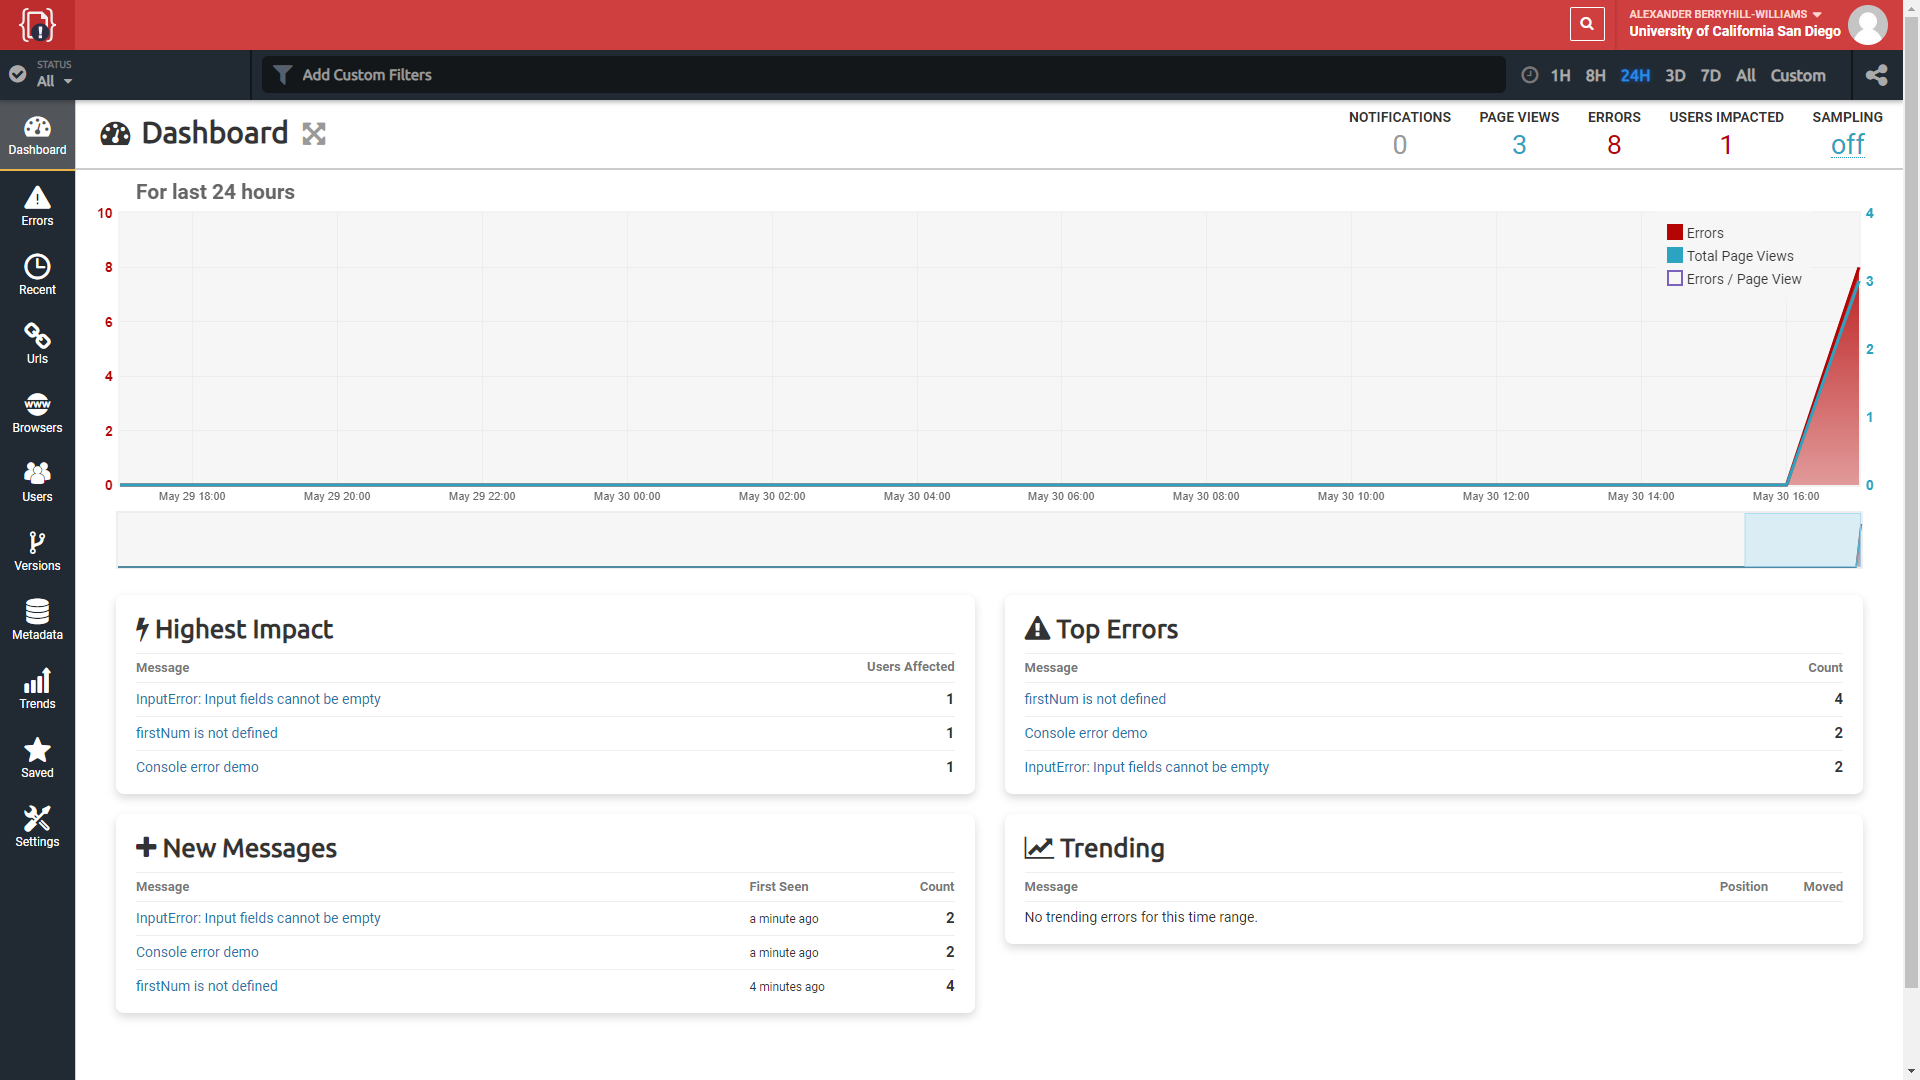 ALEXANDER BERRYHILL-WILLIAMS
University of California San Diego
STATUS
All
Add Custom Filters
1H 8H 24H 3D 7D All Custom
Dashboard
Errors
Recent
Urls
www
Browsers
Users
Versions
Metadata
Trends
Saved
Settings
Dashboard
NOTIFICATIONS PAGE VIEWS ERRORS USERS IMPACTED SAMPLING
0 3 8 1 off
For last 24 hours
10
8
6
4
2
0
Errors
Total Page Views
Errors / Page View
4
3
2
1
0
May 29 18:00 May 29 20:00 May 29 22:00 May 30 00:00 May 30 02:00 May 30 04:00 May 30 06:00 May 30 08:00 May 30 10:00 May 30 12:00 May 30 14:00 May 30 16:00
Highest Impact
Message Users Affected
InputError: Input fields cannot be empty 1
firstNum is not defined 1
Console error demo 1
Top Errors
Message Count
firstNum is not defined 4
Console error demo 2
InputError: Input fields cannot be empty 2
New Messages
Message First Seen Count
InputError: Input fields cannot be empty a minute ago 2
Console error demo a minute ago 2
firstNum is not defined 4 minutes ago 4
Trending
Message Position Moved
No trending errors for this time range.